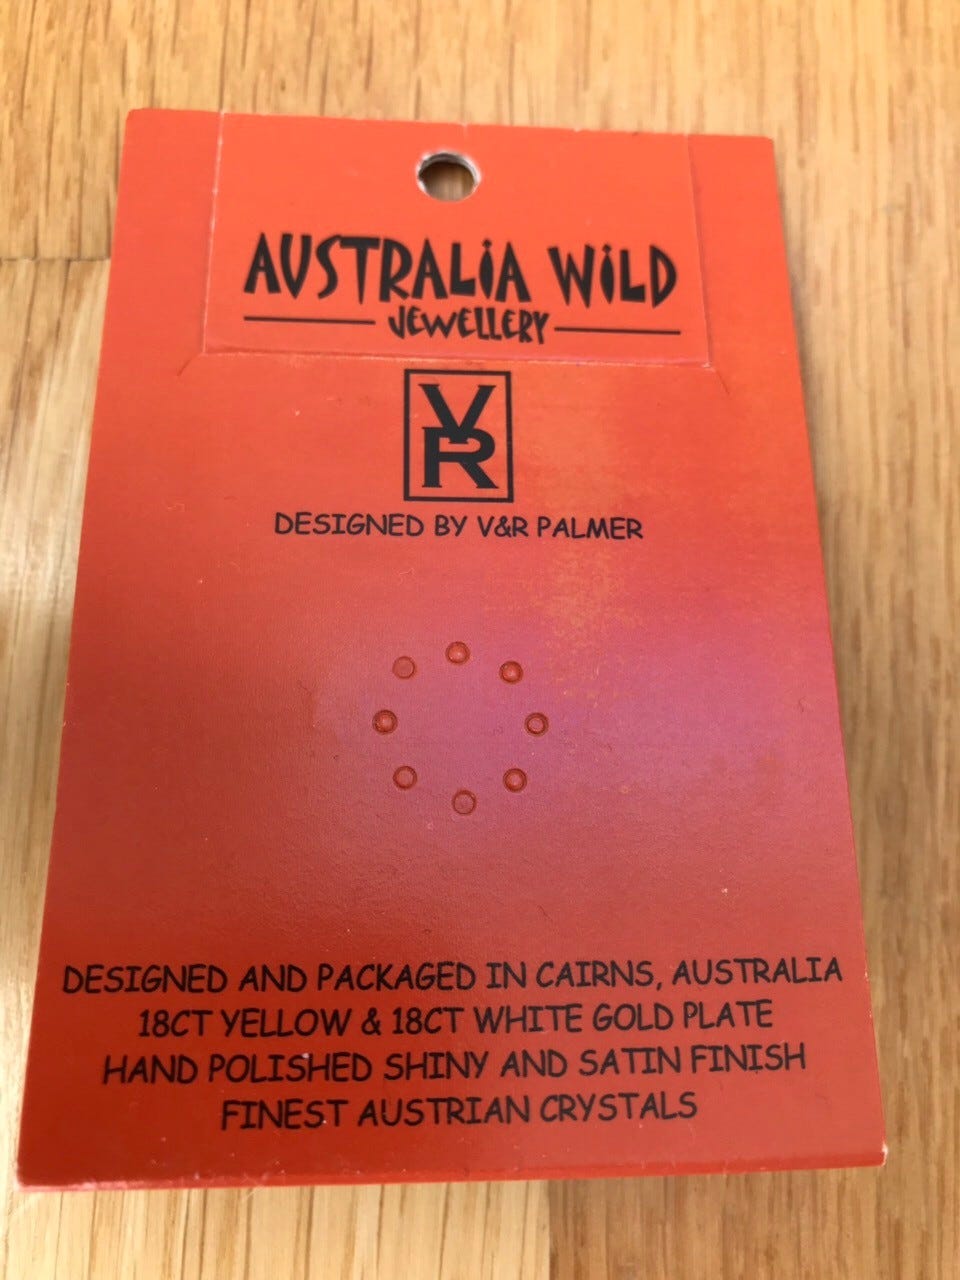 AUSTRALIA WILD
JEWELLERY
VR
DESIGNED BY V&R PALMER
DESIGNED AND PACKAGED IN CAIRNS, AUSTRALIA
18CT YELLOW & 18CT WHITE GOLD PLATE
HAND POLISHED SHINY AND SATIN FINISH
FINEST AUSTRIAN CRYSTALS